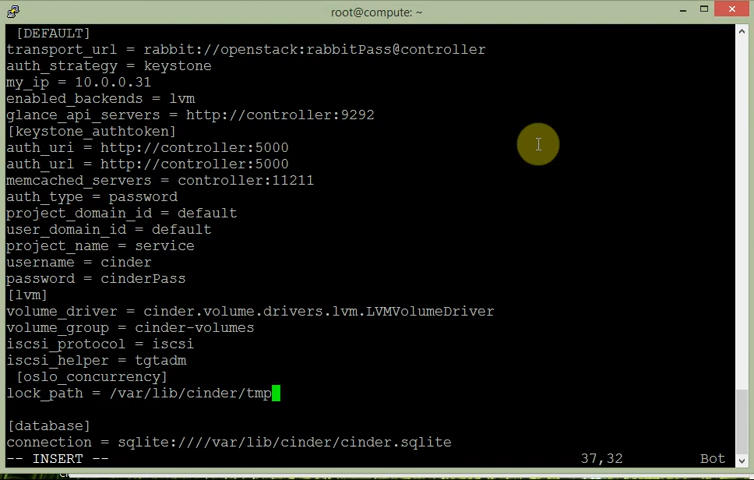 root@compute: ~
[DEFAULT]
transport_url = rabbit://openstack:rabbitPass@controller
auth_strategy = keystone
my_ip = 10.0.0.31
enabled_backends = lvm
glance_api_servers = http://controller:9292
[keystone_authtoken]
auth_uri = http://controller:5000
auth_url = http://controller:5000
memcached_servers = controller:11211
auth_type = password
project_domain_id = default
user_domain_id = default
project_name = service
username = cinder
password = cinderPass
[lvm]
volume_driver = cinder.volume.drivers.lvm.LVMVolumeDriver
volume_group = cinder-volumes
iscsi_protocol = iscsi
iscsi_helper = tgtadm
[oslo_concurrency]
lock_path = /var/lib/cinder/tmp
[database]
connection = sqlite:////var/lib/cinder/cinder.sqlite
-- INSERT -- 37,32 Bot